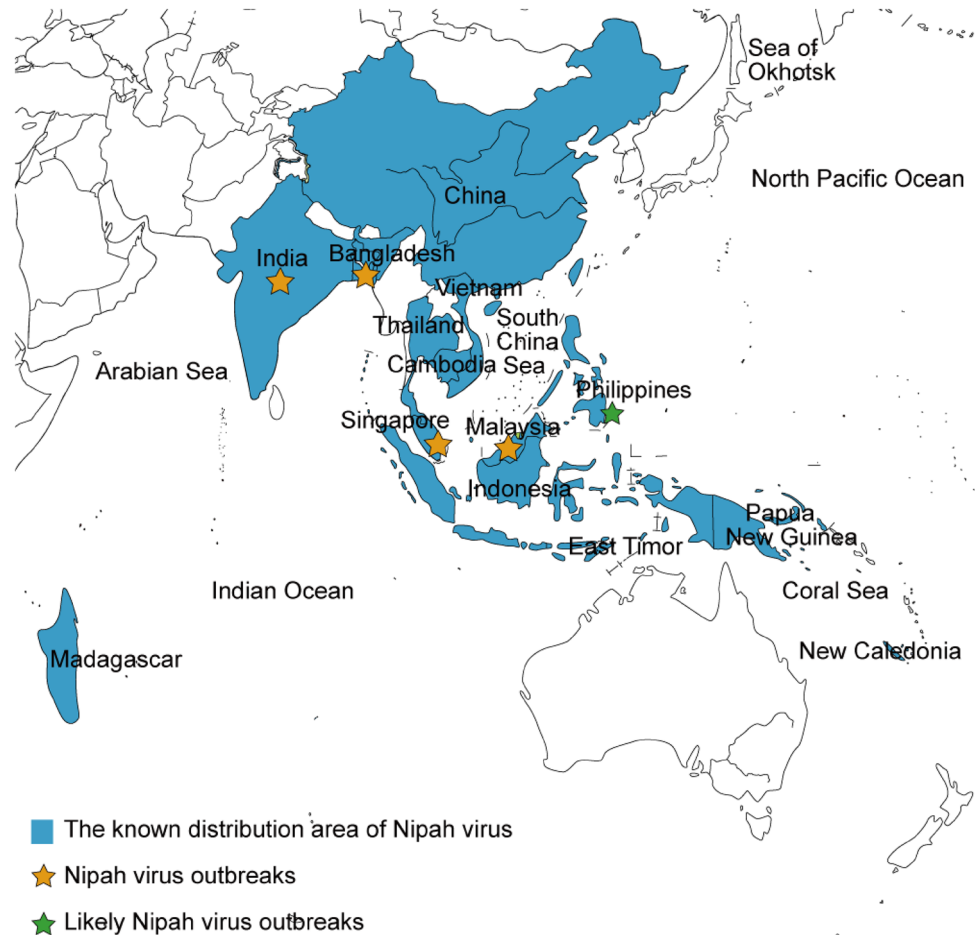 Sea of
Okhotsk
North Pacific Ocean
China
India
Bangladesh
Vietnam
Thailand
South
China
Cambodia
Sea
Arabian Sea
Philippines
Singapore
Malaysia
Indonesia
Papua
New Guinea
East Timor
Indian Ocean
Coral Sea
New Caledonia
Madagascar
The known distribution area of Nipah virus
Nipah virus outbreaks
Likely Nipah virus outbreaks